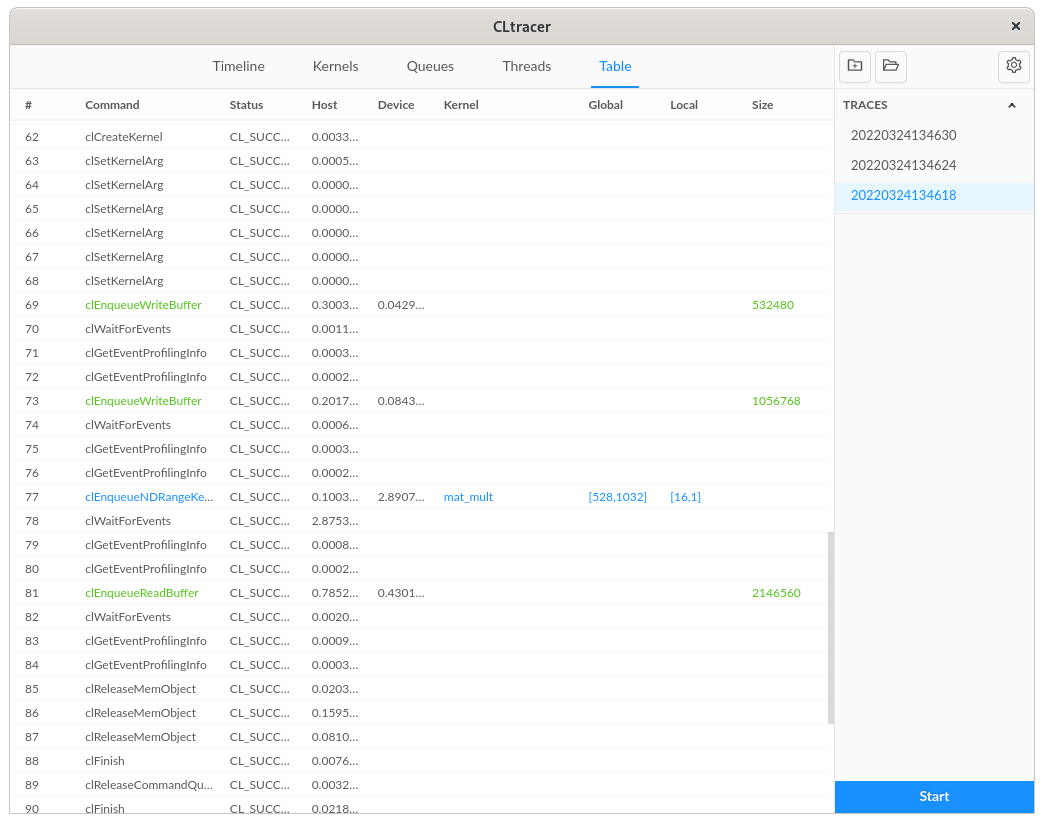 CLtracer
Timeline Kernels Queues Threads Table
# Command Status Host Device Kernel Global Local Size
62 clCreateKernel CL_SUCC... 0.0033...
63 clSetKernelArg CL_SUCC... 0.0005...
64 clSetKernelArg CL_SUCC... 0.0000...
65 clSetKernelArg CL_SUCC... 0.0000...
66 clSetKernelArg CL_SUCC... 0.0000...
67 clSetKernelArg CL_SUCC... 0.0000...
68 clSetKernelArg CL_SUCC... 0.0000...
69 clEnqueueWriteBuffer CL_SUCC... 0.3003... 0.0429... 532480
70 clWaitForEvents CL_SUCC... 0.0011...
71 clGetEventProfilingInfo CL_SUCC... 0.0003...
72 clGetEventProfilingInfo CL_SUCC... 0.0002...
73 clEnqueueWriteBuffer CL_SUCC... 0.2017... 0.0843... 1056768
74 clWaitForEvents CL_SUCC... 0.0006...
75 clGetEventProfilingInfo CL_SUCC... 0.0003...
76 clGetEventProfilingInfo CL_SUCC... 0.0002...
77 clEnqueueNDRangeKe... CL_SUCC... 0.1003... 2.8907... mat_mult [528,1032] [16,1]
78 clWaitForEvents CL_SUCC... 2.8753...
79 clGetEventProfilingInfo CL_SUCC... 0.0008...
80 clGetEventProfilingInfo CL_SUCC... 0.0002...
81 clEnqueueReadBuffer CL_SUCC... 0.7852... 0.4301... 2146560
82 clWaitForEvents CL_SUCC... 0.0020...
83 clGetEventProfilingInfo CL_SUCC... 0.0009...
84 clGetEventProfilingInfo CL_SUCC... 0.0003...
85 clReleaseMemObject CL_SUCC... 0.0203...
86 clReleaseMemObject CL_SUCC... 0.1595...
87 clReleaseMemObject CL_SUCC... 0.0810...
88 clFinish CL_SUCC... 0.0076...
89 clReleaseCommandQu... CL_SUCC... 0.0032...
90 clFinish CL_SUCC... 0.0218...
TRACES
20220324134630
20220324134624
20220324134618
Start